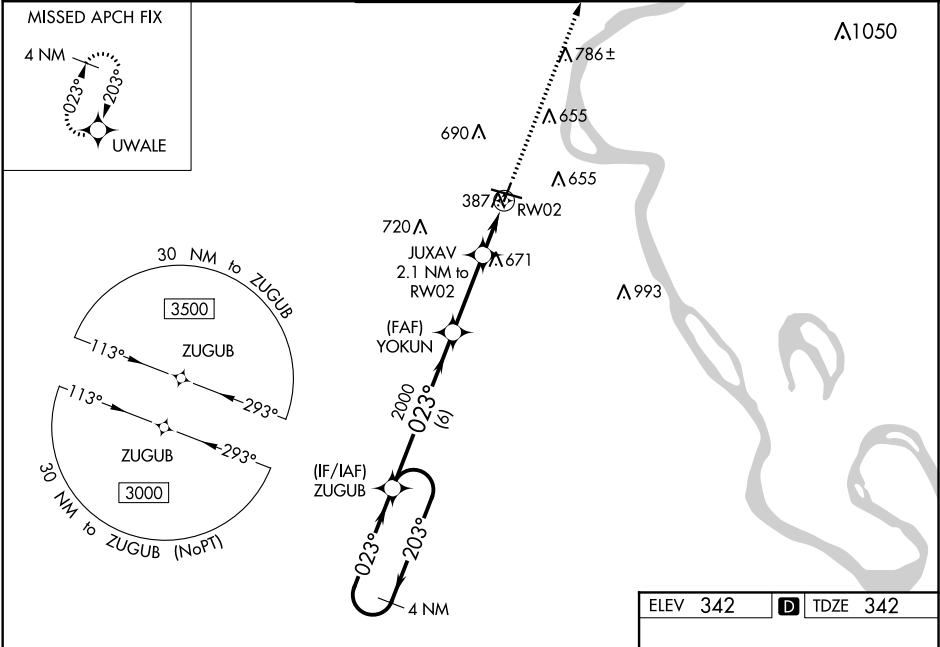 MISSED APCH FIX
4 NM
023°
203°
UWALE
1050
786±
655
690
655
387
RW02
720
JUXAV
2.1 NM to
RW02
671
993
(FAF)
YOKUN
2000
023°
(6)
(IF/IAF)
ZUGUB
023°
203°
4 NM
30 NM to ZUGUB
3500
ZUGUB
113°
293°
113°
293°
ZUGUB
3000
30 NM to ZUGUB (NoPT)
ELEV 342 D TDZE 342